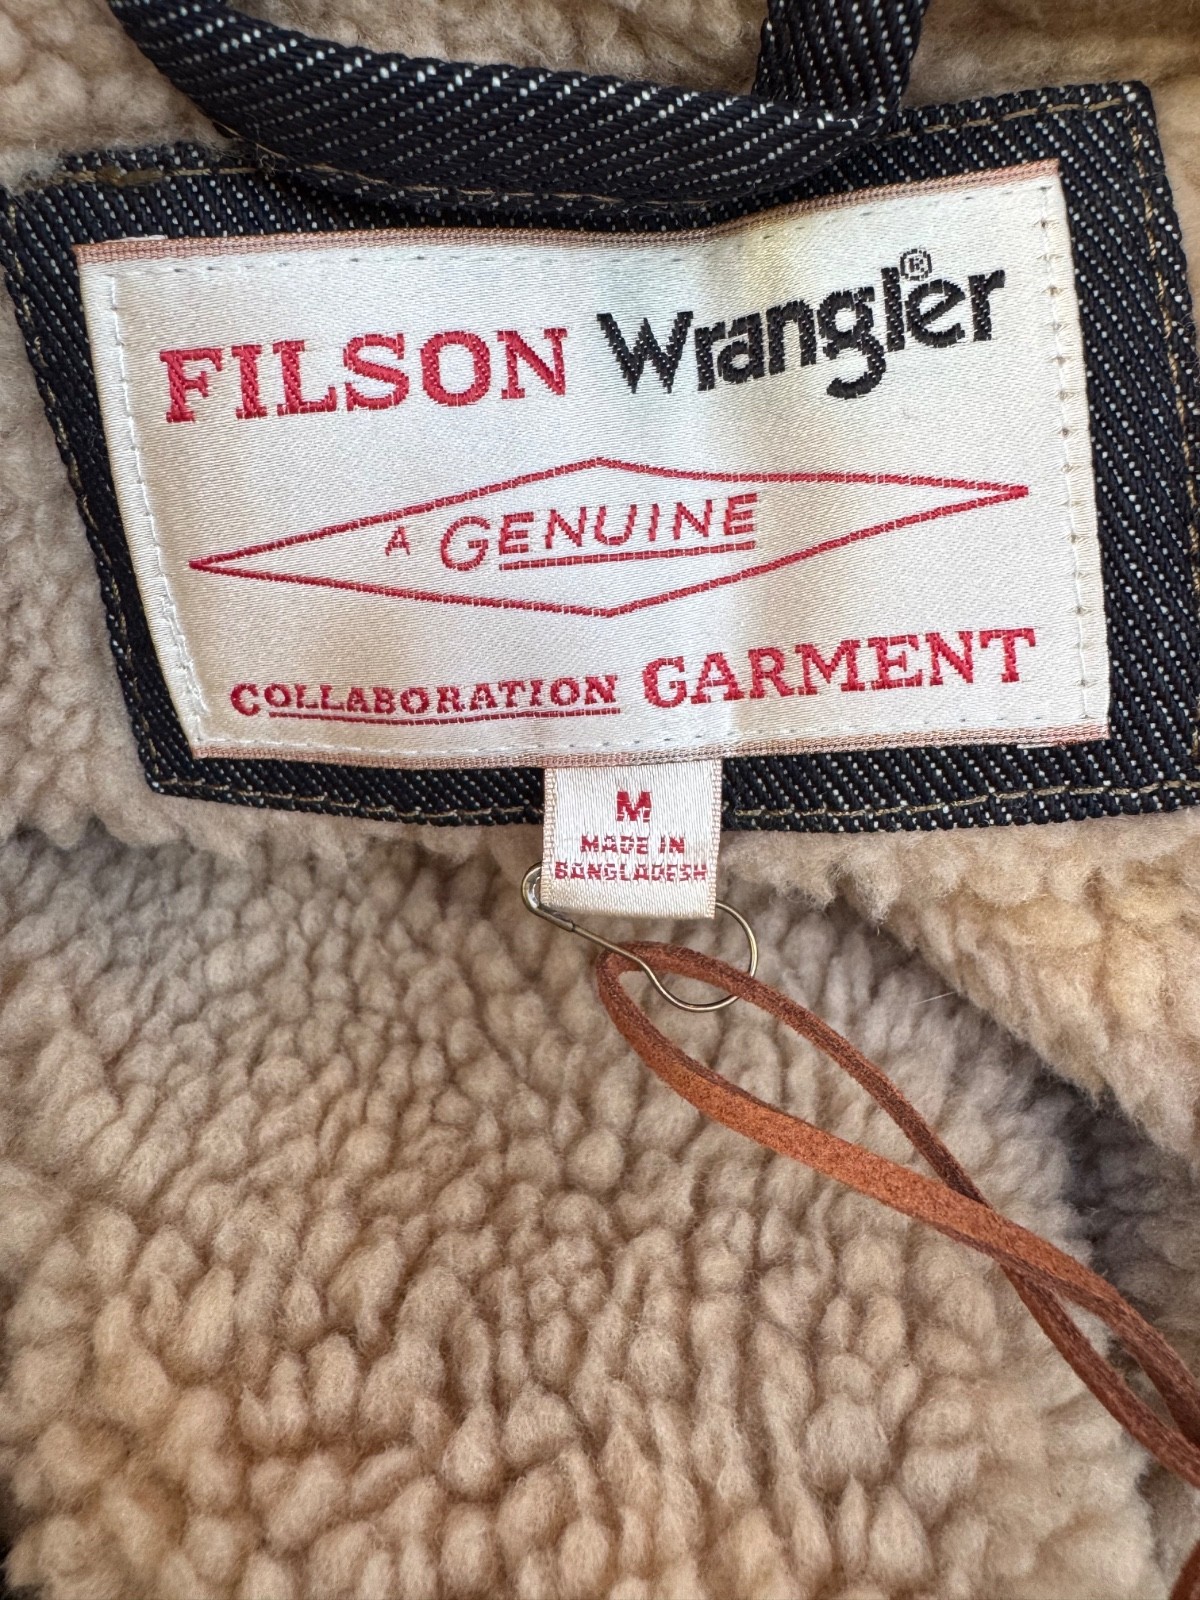 FILSON Wrangler®
A GENUINE
COLLABORATION GARMENT
M
MADE IN
BANGLADESH